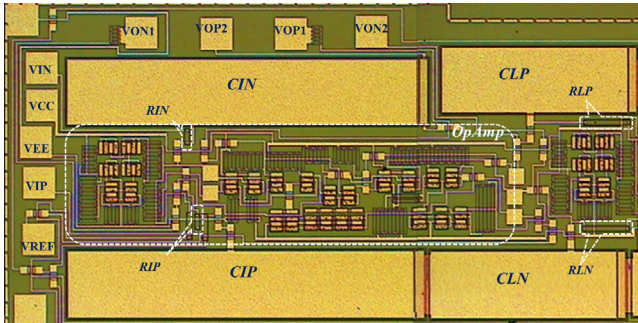 VON1
VOP2
VOP1
VON2
VIN
CIN
CLP
VCC
RIN
RLP
VEE
OpAmp
VIP
VREF
RIP
RLN
CIP
CLN